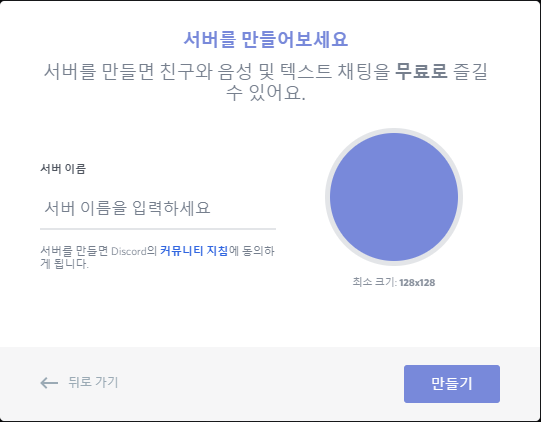 서버를 만들어보세요
서버를 만들면 친구와 음성 및 텍스트 채팅을 무료로 즐길
수 있어요.
서버 이름
서버 이름을 입력하세요
서버를 만들면 Discord의 커뮤니티 지침에 동의하
게 됩니다.
최소 크기: 128x128
뒤로 가기
만들기